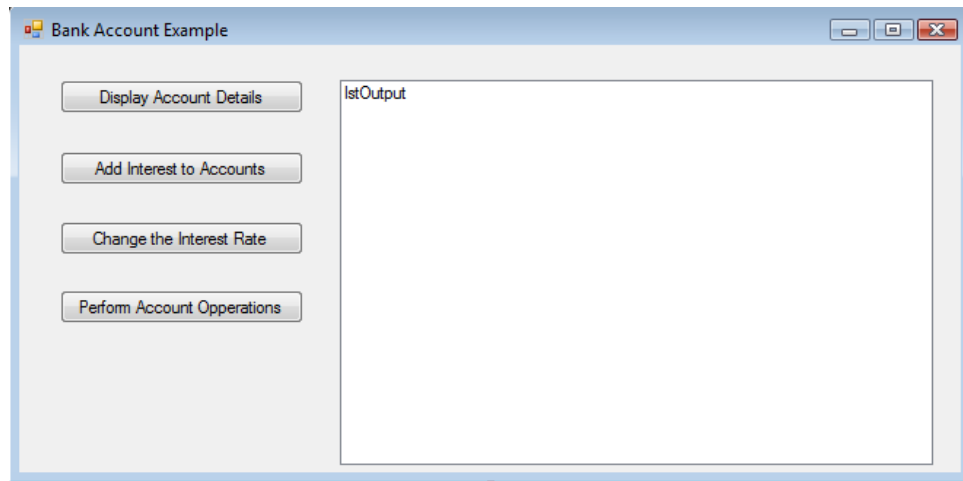 Bank Account Example
Display Account Details
lstOutput
Add Interest to Accounts
Change the Interest Rate
Perform Account Opperations